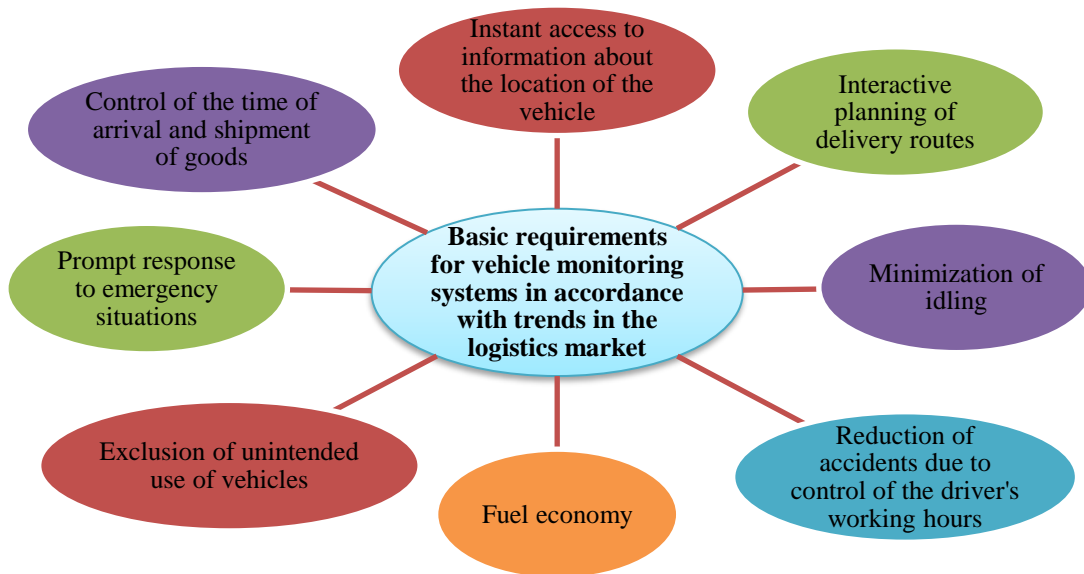 Instant access to
information about
the location of the
vehicle
Control of the time of
arrival and shipment
of goods
Interactive
planning of
delivery routes
Basic requirements
for vehicle monitoring
systems in accordance
with trends in the
logistics market
Prompt response
to emergency
situations
Minimization of
idling
Exclusion of unintended
use of vehicles
Fuel economy
Reduction of
accidents due to
control of the driver's
working hours